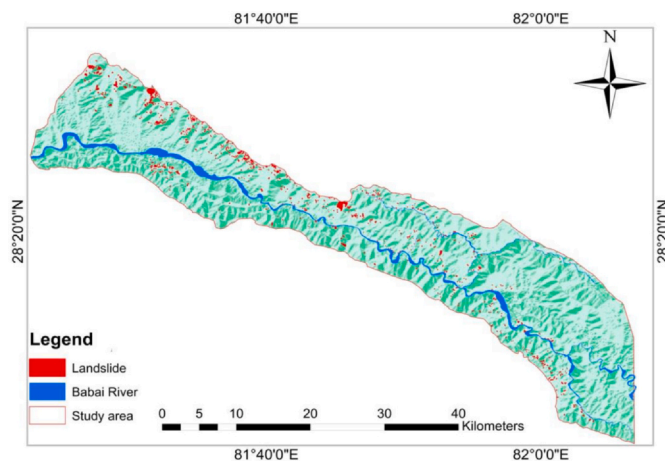 81°40'0"E 82°0'0"E
N
28°20'0"N 28°20'0"N
Legend
Landslide
Babai River
Study area
0 5 10 20 30 40
Kilometers
81°40'0"E 82°0'0"E